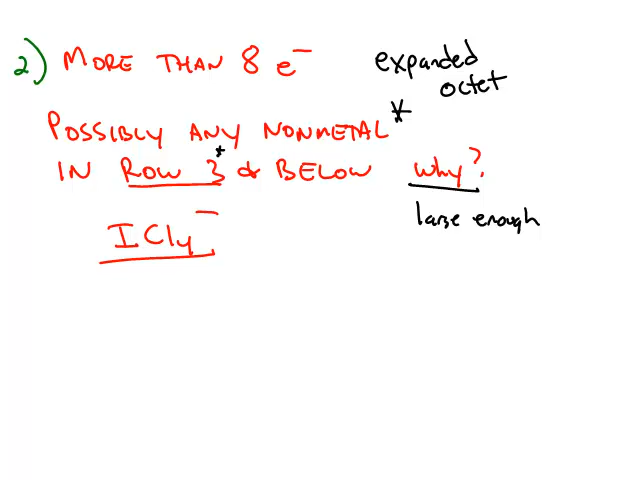 2) MORE THAN 8 e⁻ expanded octet
POSSIBLY ANY NONMETAL *
IN ROW 3* & BELOW why?
large enough
ICl₄⁻